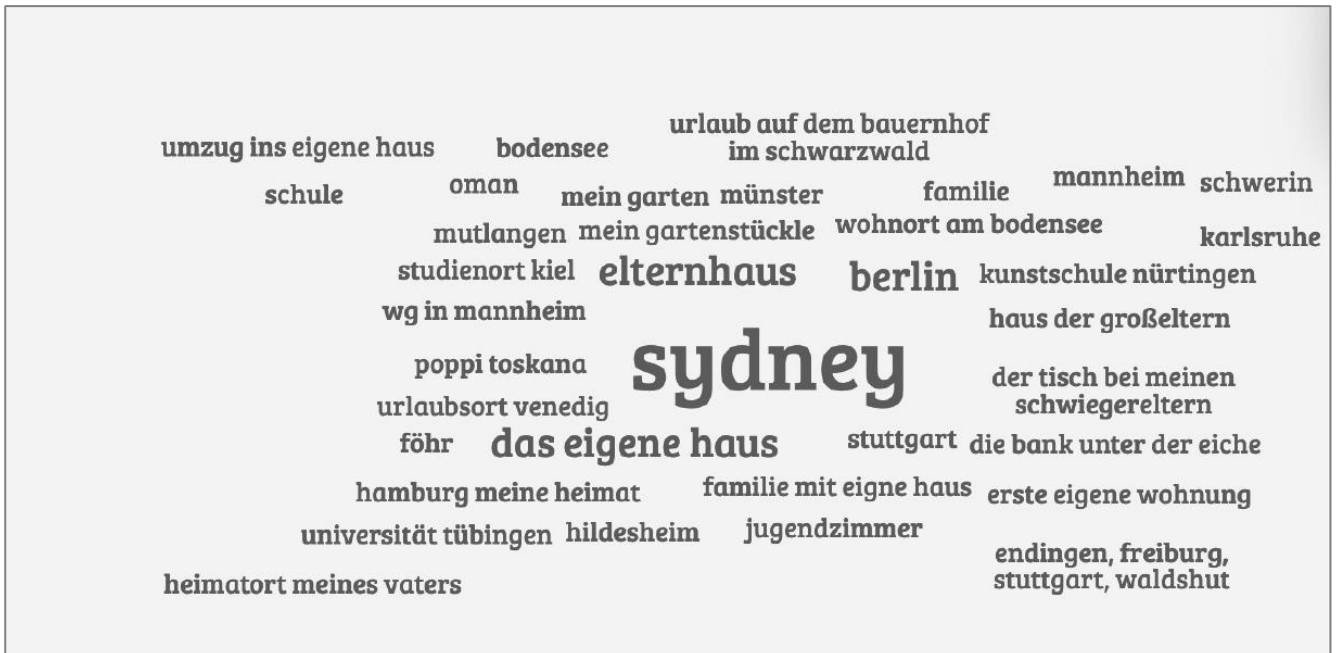 urlaub auf dem bauernhof
im schwarzwald
umzug ins eigene haus
bodensee
mannheim
schwerin
schule
oman
mein garten
münster
familie
mutlangen
mein gartenstückle
wohnort am bodensee
karlsruhe
studienort kiel
elternhaus
berlin
kunstschule nürtingen
wg in mannheim
haus der großeltern
sydney
poppi toskana
der tisch bei meinen
schwiegereltern
urlaubsort venedig
föhr
das eigene haus
stuttgart
die bank unter der eiche
hamburg meine heimat
familie mit eigne haus
erste eigene wohnung
universität tübingen
hildesheim
jugendzimmer
endingen, freiburg,
stuttgart, waldshut
heimatort meines vaters